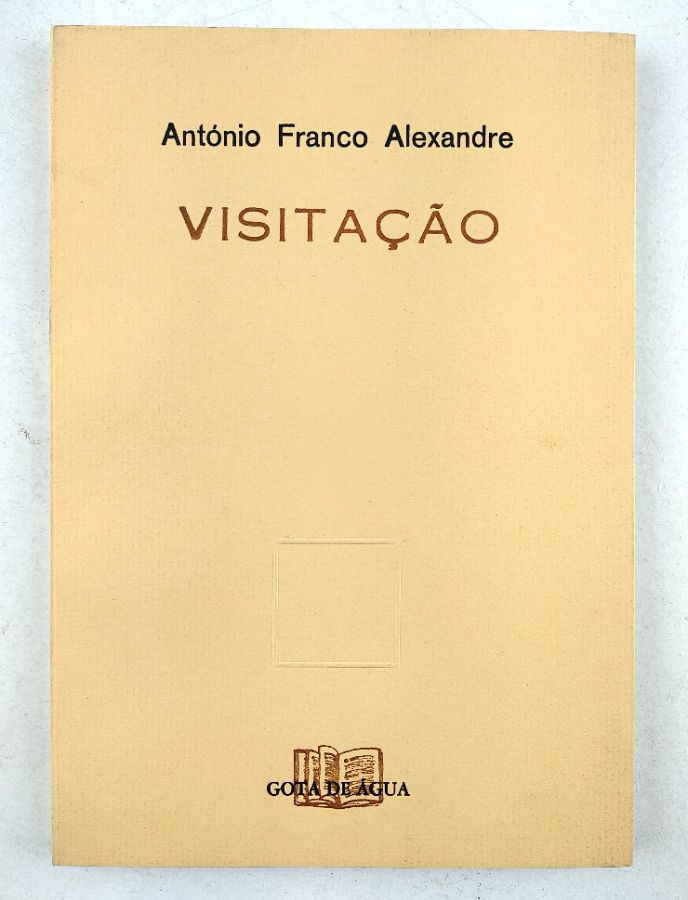 António Franco Alexandre
VISITAÇÃO
GOTA DE ÁGUA